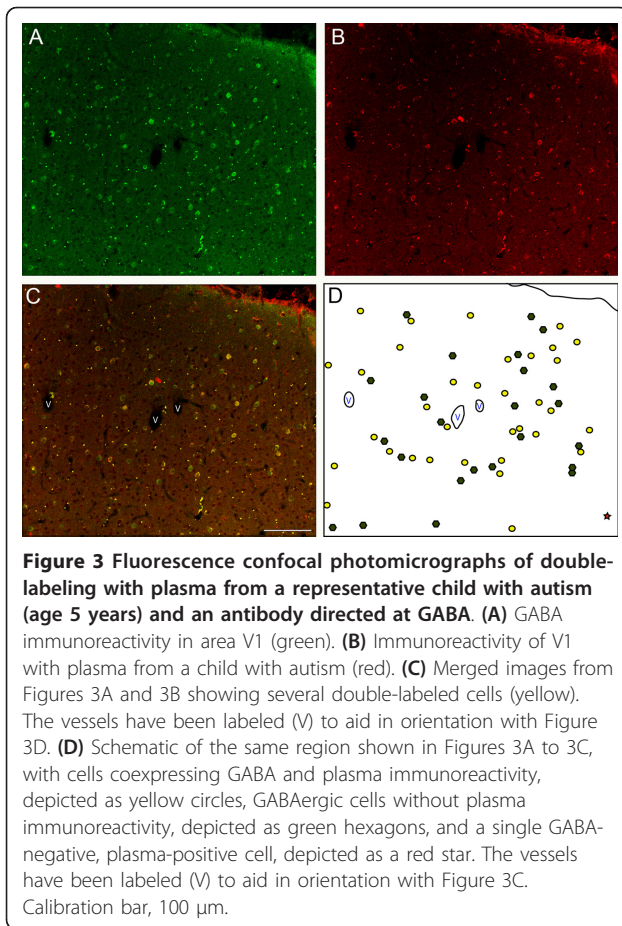 A
B
C
D
V
V
V
V
V
V
Figure 3 Fluorescence confocal photomicrographs of double-
labeling with plasma from a representative child with autism
(age 5 years) and an antibody directed at GABA. (A) GABA
immunoreactivity in area V1 (green). (B) Immunoreactivity of V1
with plasma from a child with autism (red). (C) Merged images from
Figures 3A and 3B showing several double-labeled cells (yellow).
The vessels have been labeled (V) to aid in orientation with Figure
3D. (D) Schematic of the same region shown in Figures 3A to 3C,
with cells coexpressing GABA and plasma immunoreactivity,
depicted as yellow circles, GABAergic cells without plasma
immunoreactivity, depicted as green hexagons, and a single GABA-
negative, plasma-positive cell, depicted as a red star. The vessels
have been labeled (V) to aid in orientation with Figure 3C.
Calibration bar, 100 μm.